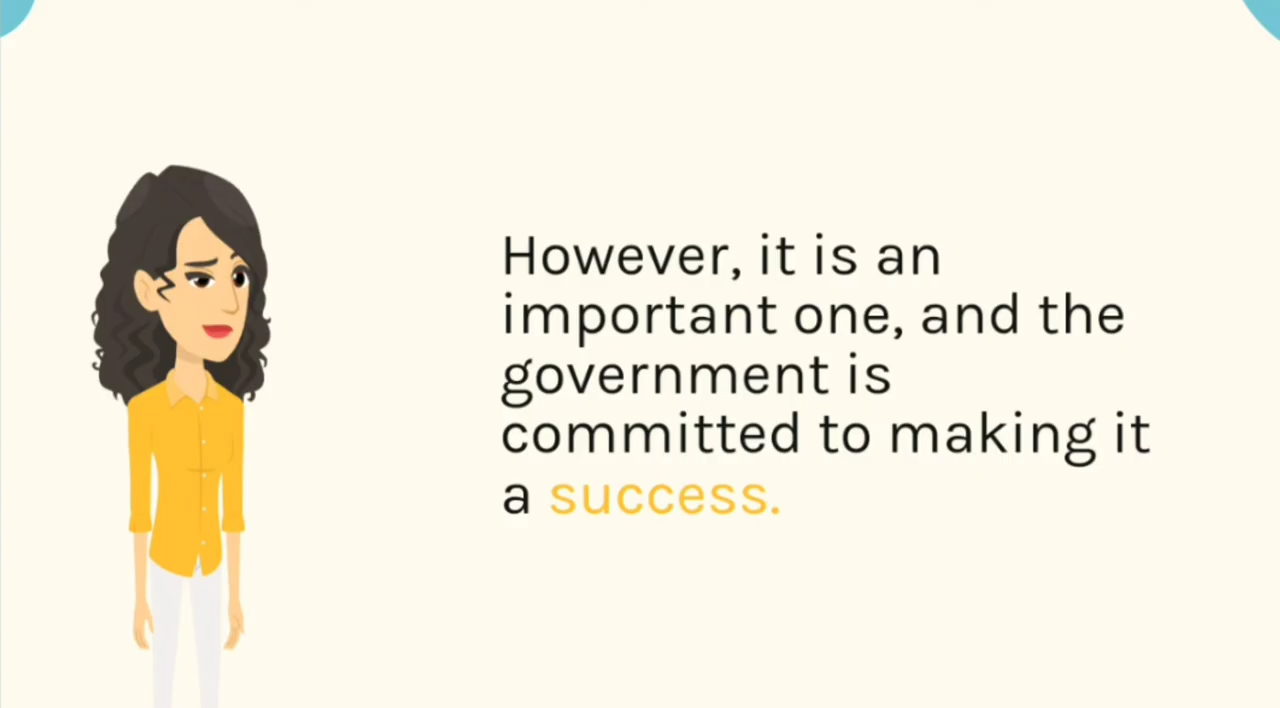 However, it is an
important one, and the
government is
committed to making it
a success.